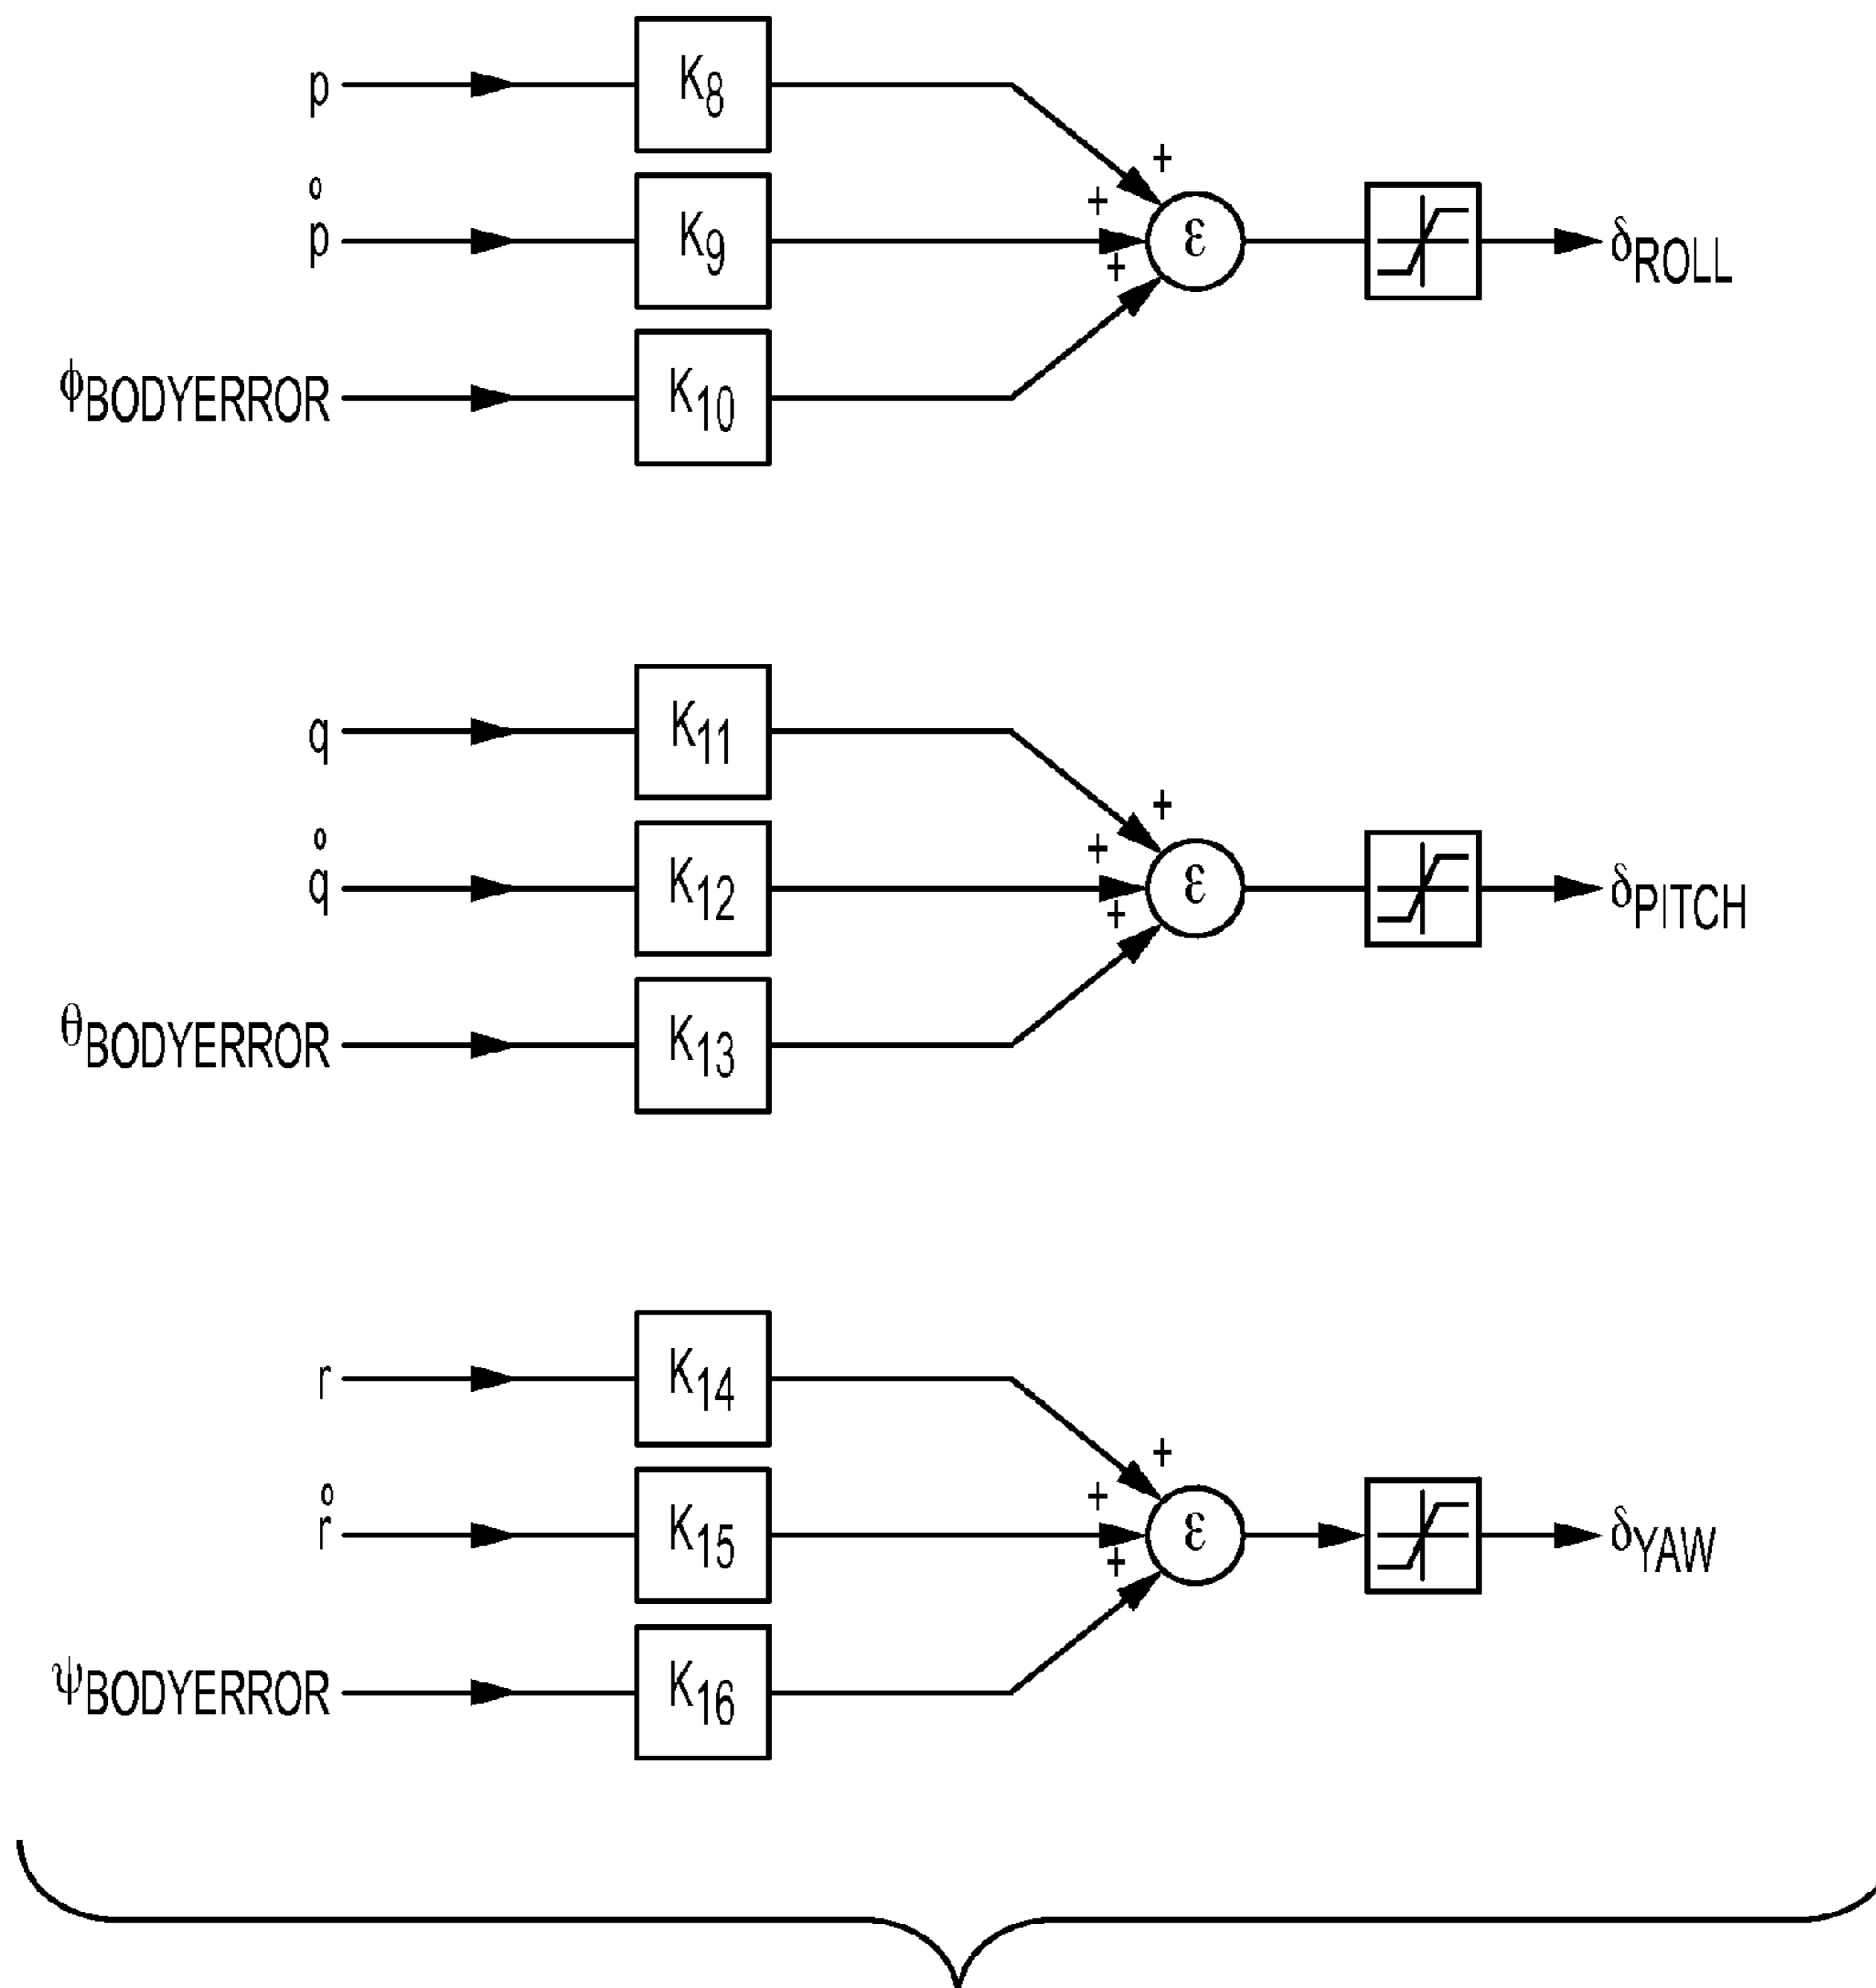 p
K8
+
p̊
K9
+
ε
δROLL
+
ϕBODYERROR
K10
q
K11
+
q̊
K12
+
ε
δPITCH
+
θBODYERROR
K13
r
K14
+
r̊
K15
+
ε
δYAW
+
ψBODYERROR
K16